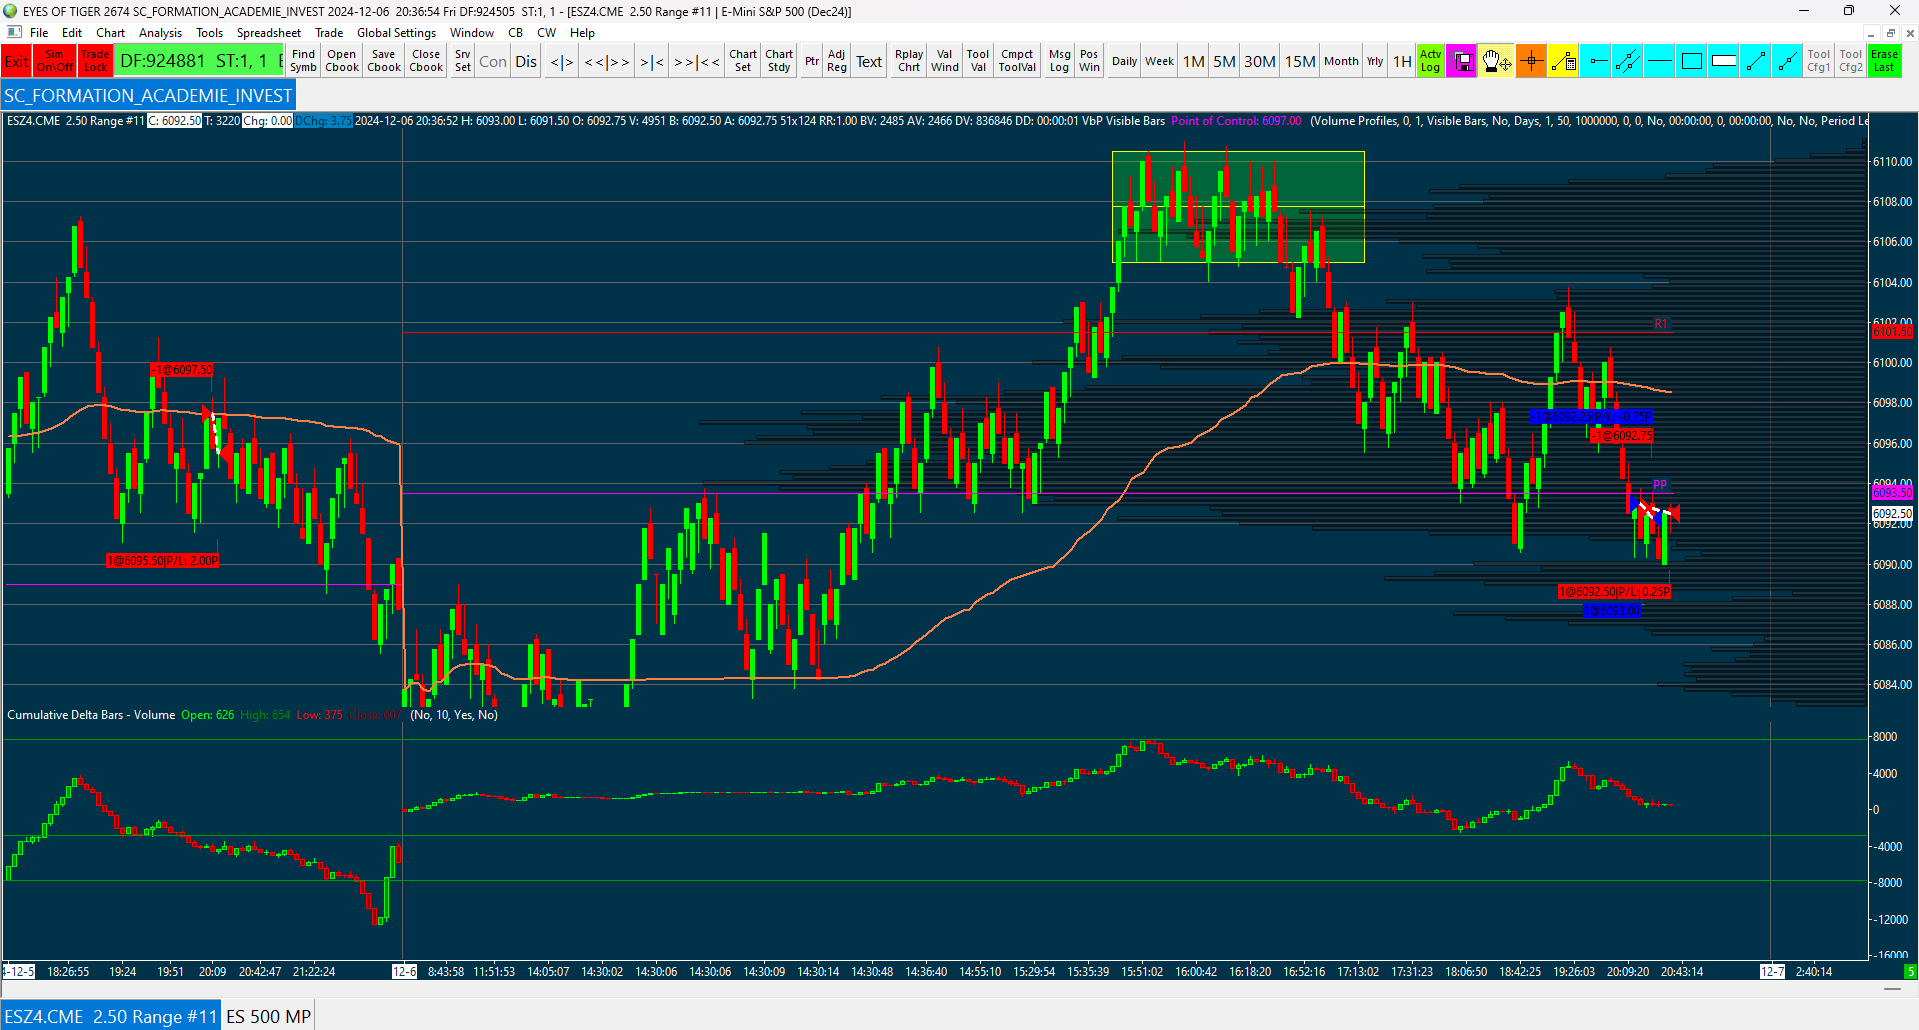 EYES OF TIGER 2674 SC_FORMATION_ACADEMIE_INVEST 2024-12-06  20:36:54 Fri DF:924505  ST:1, 1 - [ESZ4.CME  2.50 Range #11 | E-Mini S&P 500 (Dec24)]
File Edit Chart Analysis Tools Spreadsheet Trade Global Settings Window CB CW Help
Exit Sim On\Off Trade Lock DF:924881 ST:1, 1 Find Symb Open Cbook Save Cbook Close Cbook Srv Set Con Dis <|> <<|>> >|< >>|<< Chart Set Chart Stdy Ptr Adj Reg Text Rplay Chrt Val Wind Tool Val Cmpct ToolVal Msg Log Pos Win Daily Week 1M 5M 30M 15M Month Yrly 1H Actv Log Tool Cfg1 Tool Cfg2 Erase Last
SC_FORMATION_ACADEMIE_INVEST
ESZ4.CME  2.50 Range #11 C: 6092.50 T: 3220 Chg: 0.00 DChg: 3.75 2024-12-06 20:36:52 H: 6093.00 L: 6091.50 O: 6092.75 V: 4951 B: 6092.50 A: 6092.75 51x124 RR:1.00 BV: 2485 AV: 2466 DV: 836846 DD: 00:00:01 VbP Visible Bars Point of Control: 6097.00 (Volume Profiles, 0, 1, Visible Bars, No, Days, 1, 50, 1000000, 0, 0, No, 00:00:00, 0, 00:00:00, No, No, Period Le
6110.00
6108.00
6106.00
6104.00
6102.00
R1
6101.50
6100.00
-1@6097.50
6098.00
-1@6092.25|P/L: -0.75P
-1@6092.75
6096.00
6094.00
PP
6093.50
6092.50
6092.00
1@6095.50|P/L: 2.00P
6090.00
1@6092.50|P/L: 0.25P
6088.00
1@6093.00
6086.00
6084.00
Cumulative Delta Bars - Volume Open: 626 High: 654 Low: 375 Close: 607 (No, 10, Yes, No)
8000
4000
0
-4000
-8000
-12000
-16000
4-12-5 18:26:55 19:24 19:51 20:09 20:42:47 21:22:24 12-6 8:43:58 11:51:53 14:05:07 14:30:02 14:30:06 14:30:06 14:30:09 14:30:14 14:30:48 14:36:40 14:55:10 15:29:54 15:35:39 15:51:02 16:00:42 16:18:20 16:52:16 17:13:02 17:31:23 18:06:50 18:42:25 19:26:03 20:09:20 20:43:14 12-7 2:40:14 5
ESZ4.CME  2.50 Range #11 ES 500 MP